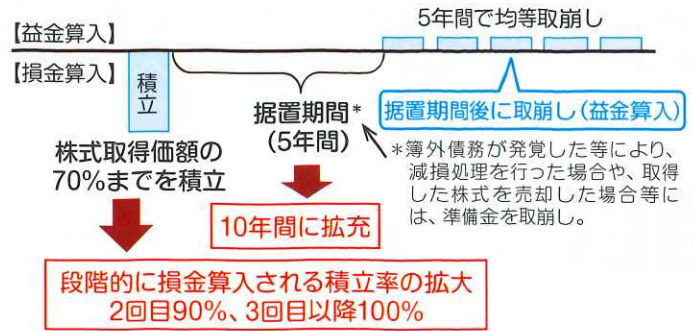 5年間で均等取崩し
【益金算入】
【損金算入】
積立
据置期間*
(5年間)
据置期間後に取崩し(益金算入)
株式取得価額の
70%までを積立
*簿外債務が発覚した等により、
減損処理を行った場合や、取得
した株式を売却した場合等に
は、準備金を取崩し。
10年間に拡充
段階的に損金算入される積立率の拡大
2回目90%、3回目以降100%